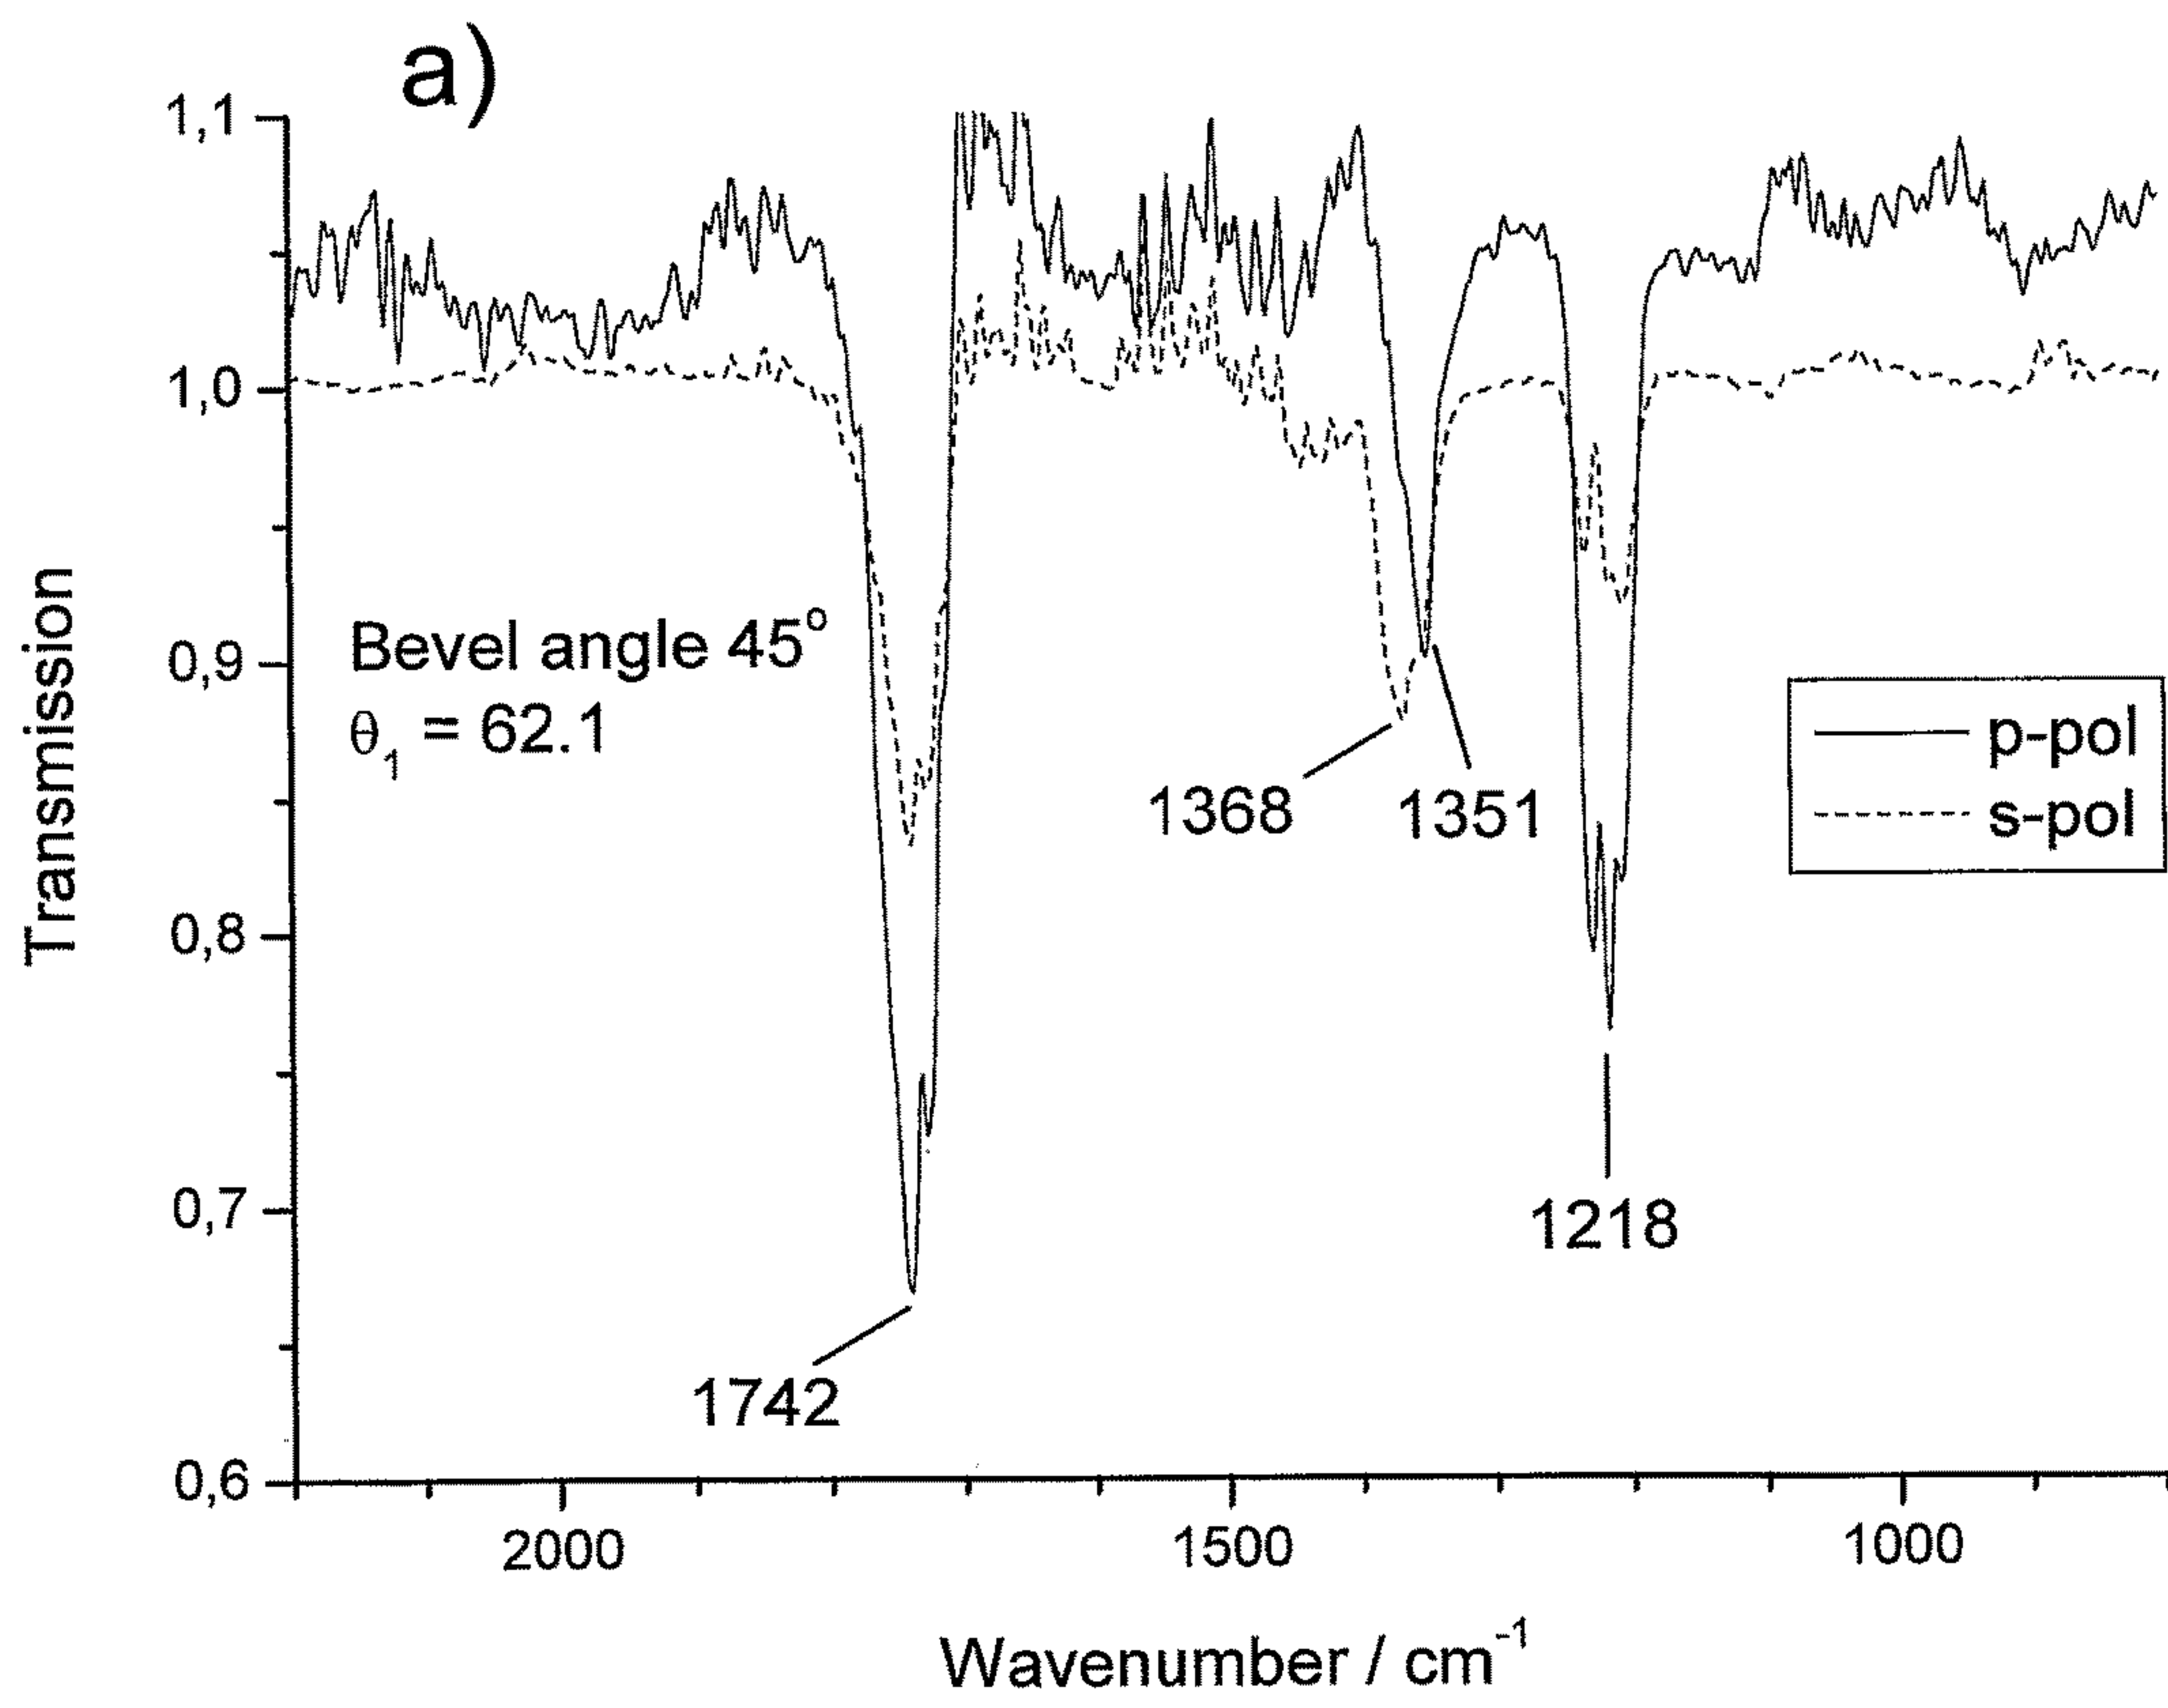 a)
1,1
1,0
0,9
0,8
0,7
0,6
Transmission
Bevel angle 45°
θ₁ = 62.1
1368
1351
p-pol
s-pol
1218
1742
2000
1500
1000
Wavenumber / cm⁻¹